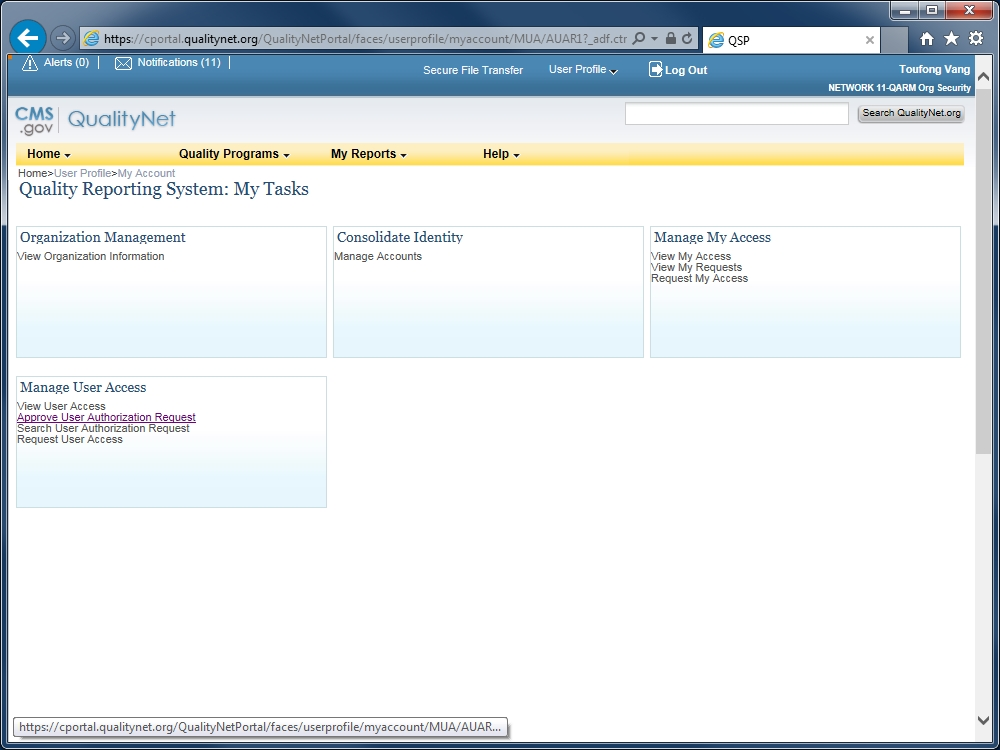 https://cportal.qualitynet.org/QualityNetPortal/faces/userprofile/myaccount/MUA/AUAR1?_adf.ctr
QSP
Alerts (0)
Notifications (11)
Secure File Transfer
User Profile
Log Out
Toufong Vang
NETWORK 11-QARM Org Security
CMS .gov
QualityNet
Search QualityNet.org
Home
Quality Programs
My Reports
Help
Home>User Profile>My Account
Quality Reporting System: My Tasks
Organization Management
View Organization Information
Consolidate Identity
Manage Accounts
Manage My Access
View My Access
View My Requests
Request My Access
Manage User Access
View User Access
Approve User Authorization Request
Search User Authorization Request
Request User Access
https://cportal.qualitynet.org/QualityNetPortal/faces/userprofile/myaccount/MUA/AUAR...